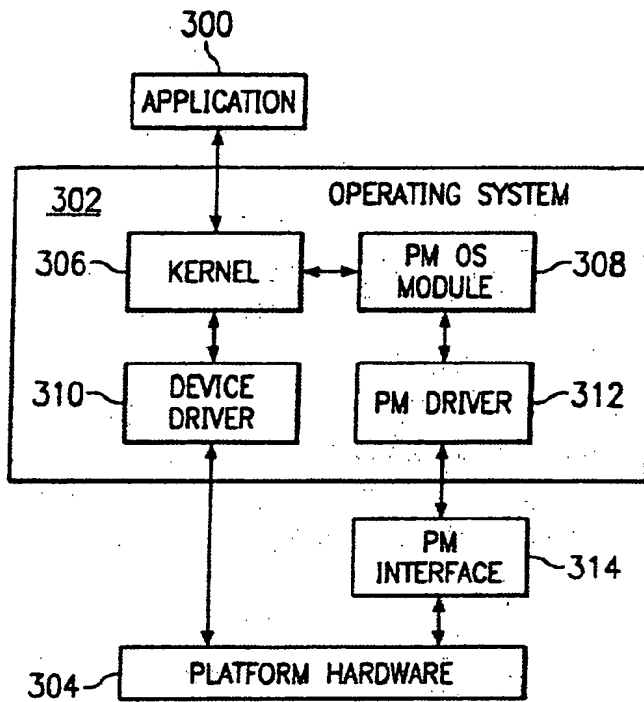 300
APPLICATION
302
OPERATING SYSTEM
306
KERNEL
PM OS
MODULE
308
310
DEVICE
DRIVER
PM DRIVER
312
PM
INTERFACE
314
304
PLATFORM HARDWARE